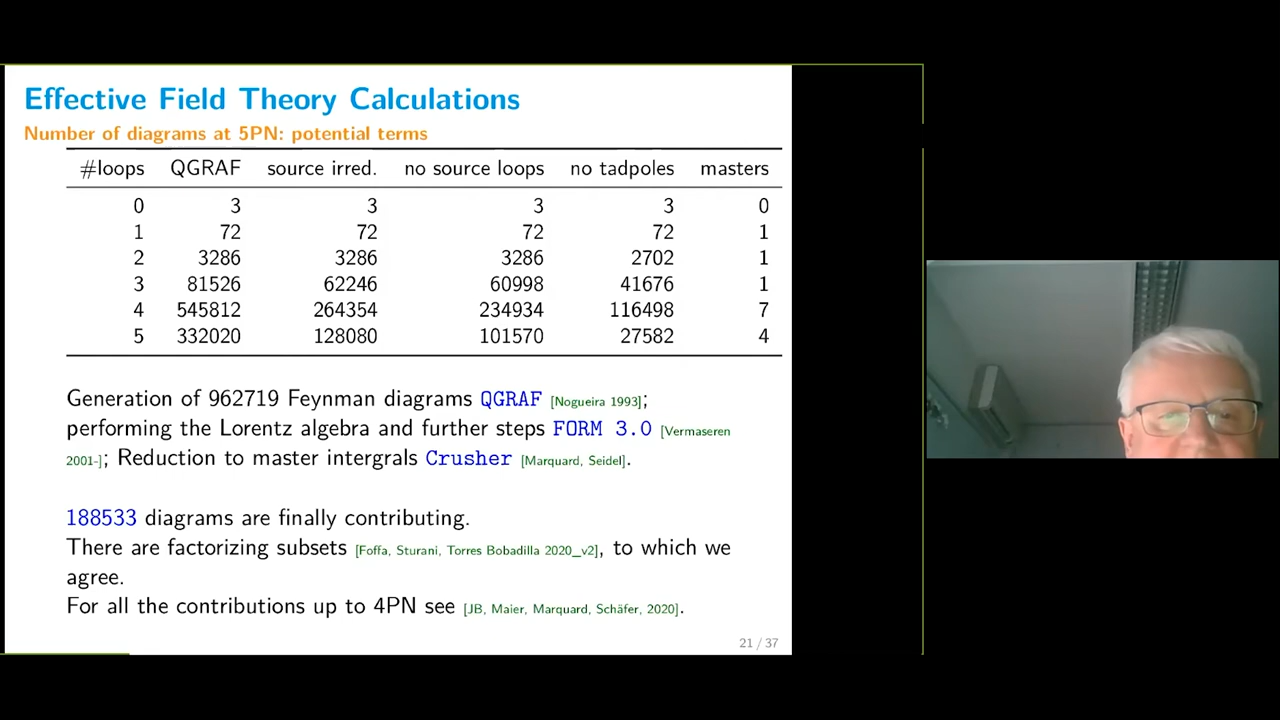 Effective Field Theory Calculations
Number of diagrams at 5PN: potential terms
#loops QGRAF source irred. no source loops no tadpoles masters
0 3 3 3 3 0
1 72 72 72 72 1
2 3286 3286 3286 2702 1
3 81526 62246 60998 41676 1
4 545812 264354 234934 116498 7
5 332020 128080 101570 27582 4
Generation of 962719 Feynman diagrams QGRAF [Nogueira 1993];
performing the Lorentz algebra and further steps FORM 3.0 [Vermaseren
2001-]; Reduction to master intergrals Crusher [Marquard, Seidel].
188533 diagrams are finally contributing.
There are factorizing subsets [Foffa, Sturani, Torres Bobadilla 2020_v2], to which we
agree.
For all the contributions up to 4PN see [JB, Maier, Marquard, Schäfer, 2020].
21 / 37